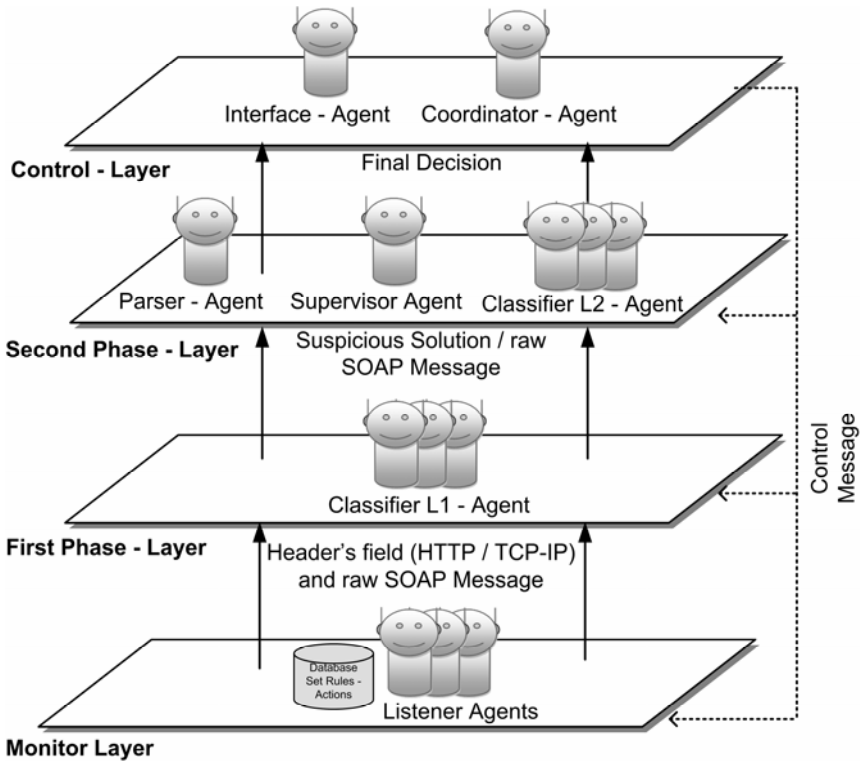 Interface - Agent
Coordinator - Agent
Final Decision
Control - Layer
Parser - Agent
Supervisor Agent
Classifier L2 - Agent
Second Phase - Layer
Suspicious Solution / raw
SOAP Message
Classifier L1 - Agent
First Phase - Layer
Header's field (HTTP / TCP-IP)
and raw SOAP Message
Database
Set Rules -
Actions
Listener Agents
Monitor Layer
Control
Message